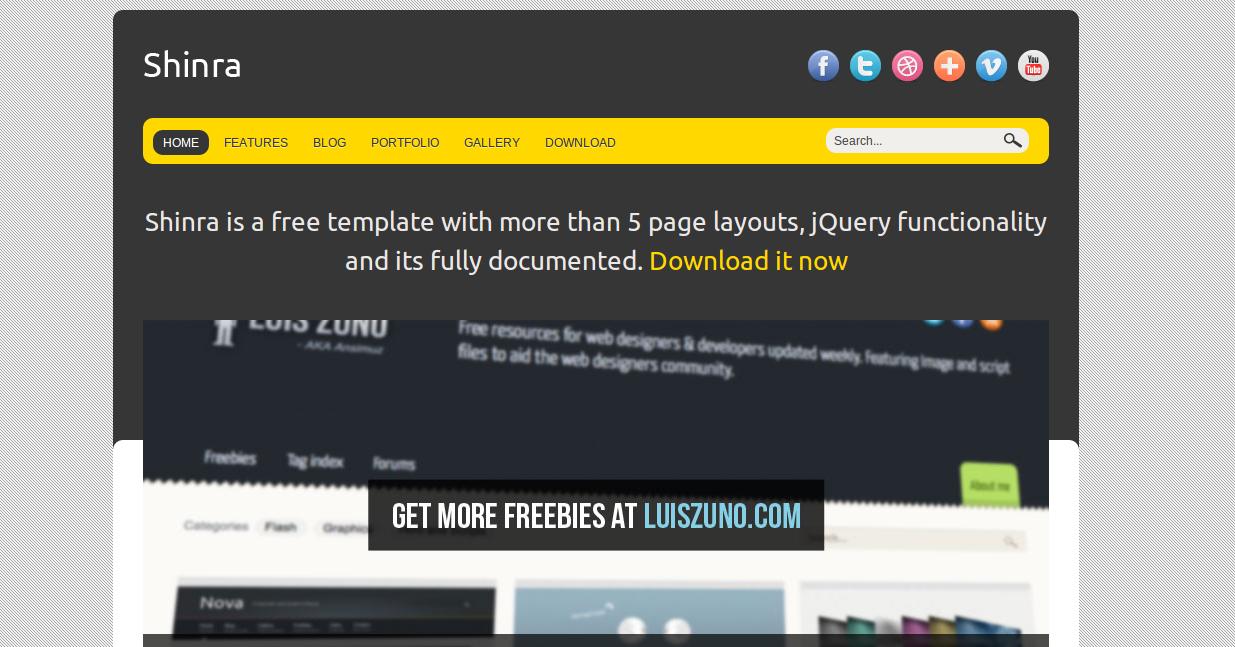 Shinra
You
Tube
HOME FEATURES BLOG PORTFOLIO GALLERY DOWNLOAD
Search...
Shinra is a free template with more than 5 page layouts, jQuery functionality
and its fully documented. Download it now
LUIS ZUNO
- AKA Ansimuz
Free resources for web designers & developers updated weekly. Featuring image and script
files to aid the web designers community.
Freebies Tag index Forums
About me
GET MORE FREEBIES AT LUISZUNO.COM
Categories Flash Graphics
Nova